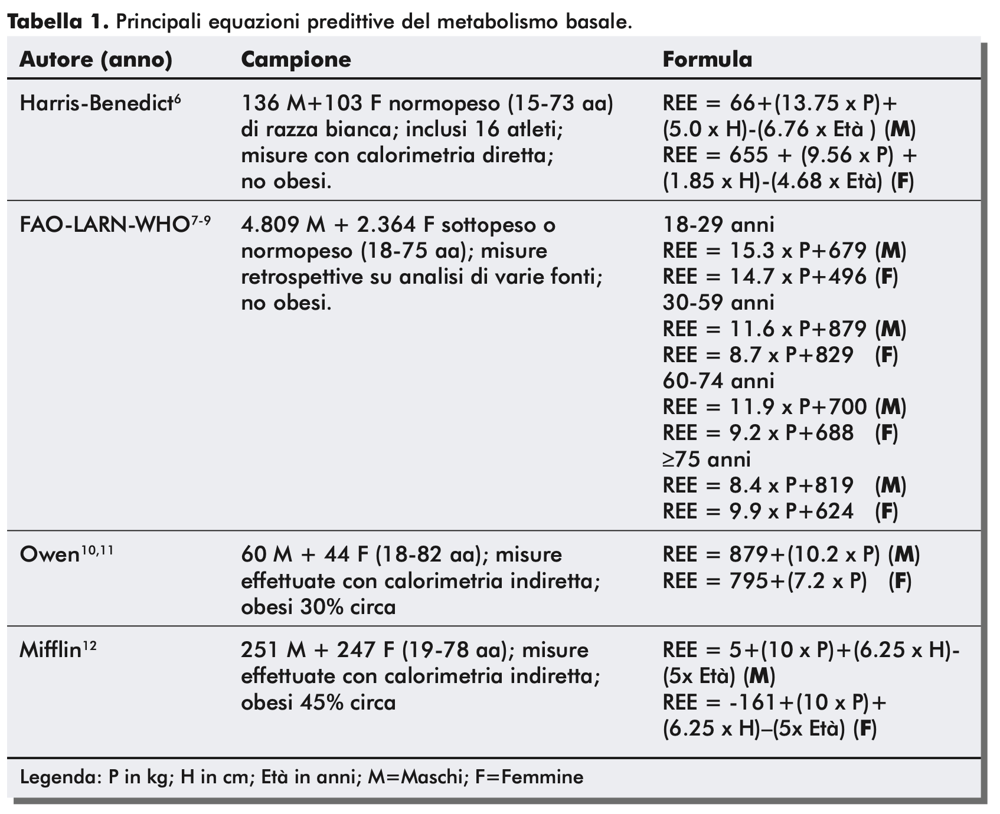 Tabella 1. Principali equazioni predittive del metabolismo basale.
Autore (anno) Campione Formula
Harris-Benedict⁶ 136 M+103 F normopeso (15-73 aa) REE = 66+(13.75 x P)+
di razza bianca; inclusi 16 atleti; (5.0 x H)-(6.76 x Età ) (M)
misure con calorimetria diretta; REE = 655 + (9.56 x P) +
no obesi. (1.85 x H)-(4.68 x Età) (F)
FAO-LARN-WHO⁷⁻⁹ 4.809 M + 2.364 F sottopeso o 18-29 anni
normopeso (18-75 aa); misure REE = 15.3 x P+679 (M)
retrospettive su analisi di varie fonti; REE = 14.7 x P+496 (F)
no obesi. 30-59 anni
REE = 11.6 x P+879 (M)
REE = 8.7 x P+829 (F)
60-74 anni
REE = 11.9 x P+700 (M)
REE = 9.2 x P+688 (F)
≥75 anni
REE = 8.4 x P+819 (M)
REE = 9.9 x P+624 (F)
Owen¹⁰,¹¹ 60 M + 44 F (18-82 aa); misure REE = 879+(10.2 x P) (M)
effettuate con calorimetria indiretta; REE = 795+(7.2 x P) (F)
obesi 30% circa
Mifflin¹² 251 M + 247 F (19-78 aa); misure REE = 5+(10 x P)+(6.25 x H)-
effettuate con calorimetria indiretta; (5x Età) (M)
obesi 45% circa REE = -161+(10 x P)+
(6.25 x H)–(5x Età) (F)
Legenda: P in kg; H in cm; Età in anni; M=Maschi; F=Femmine